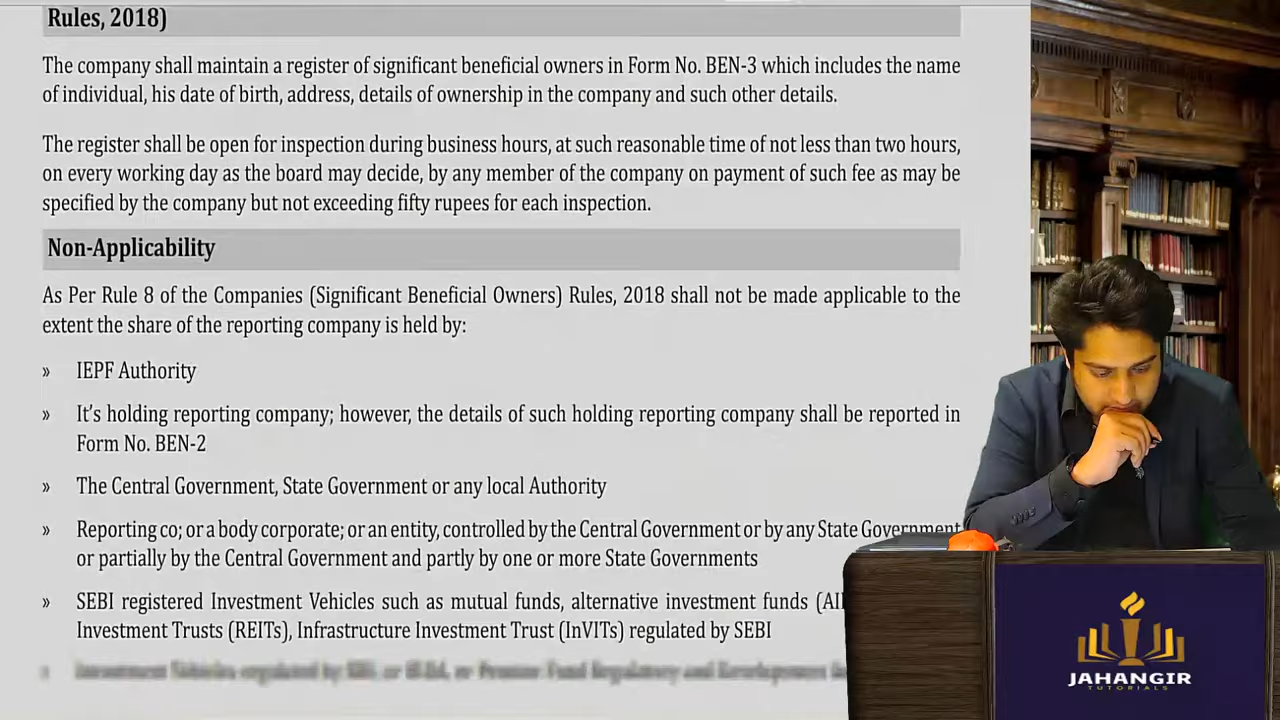 Rules, 2018)
The company shall maintain a register of significant beneficial owners in Form No. BEN-3 which includes the name
of individual, his date of birth, address, details of ownership in the company and such other details.
The register shall be open for inspection during business hours, at such reasonable time of not less than two hours,
on every working day as the board may decide, by any member of the company on payment of such fee as may be
specified by the company but not exceeding fifty rupees for each inspection.
Non-Applicability
As Per Rule 8 of the Companies (Significant Beneficial Owners) Rules, 2018 shall not be made applicable to the
extent the share of the reporting company is held by:
» IEPF Authority
» It's holding reporting company; however, the details of such holding reporting company shall be reported in
Form No. BEN-2
» The Central Government, State Government or any local Authority
» Reporting co; or a body corporate; or an entity, controlled by the Central Government or by any State Government
or partially by the Central Government and partly by one or more State Governments
» SEBI registered Investment Vehicles such as mutual funds, alternative investment funds
Investment Trusts (REITs), Infrastructure Investment Trust (InVITs) regulated by SEBI
Investment Vehicles regulated by or or Pension Fund Regulatory and Development
JAHANGIR
TUTORIALS